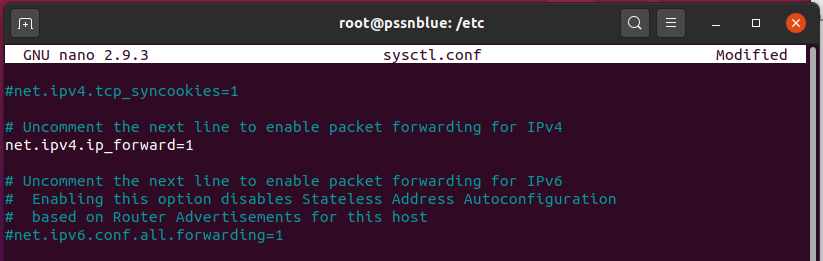 root@pssnblue: /etc
GNU nano 2.9.3 sysctl.conf Modified
#net.ipv4.tcp_syncookies=1
# Uncomment the next line to enable packet forwarding for IPv4
net.ipv4.ip_forward=1
# Uncomment the next line to enable packet forwarding for IPv6
#  Enabling this option disables Stateless Address Autoconfiguration
#  based on Router Advertisements for this host
#net.ipv6.conf.all.forwarding=1